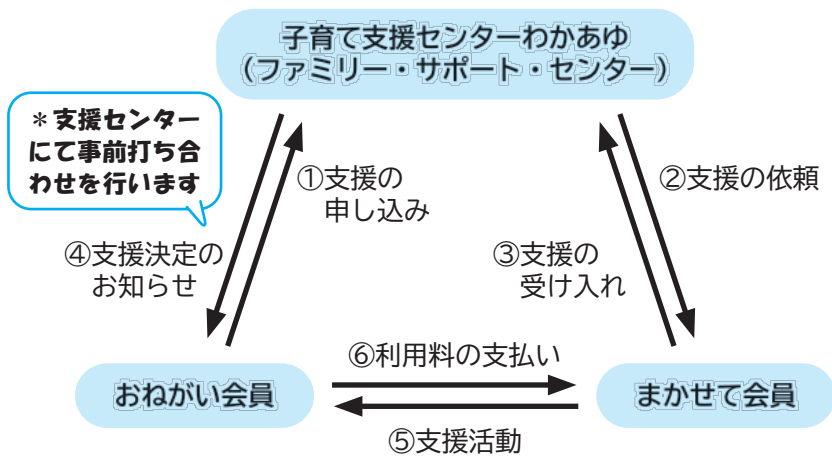 子育て支援センターわかあゆ
（ファミリー・サポート・センター）
＊支援センター
にて事前打ち合
わせを行います
①支援の
申し込み
②支援の依頼
④支援決定の
お知らせ
③支援の
受け入れ
⑥利用料の支払い
おねがい会員
まかせて会員
⑤支援活動